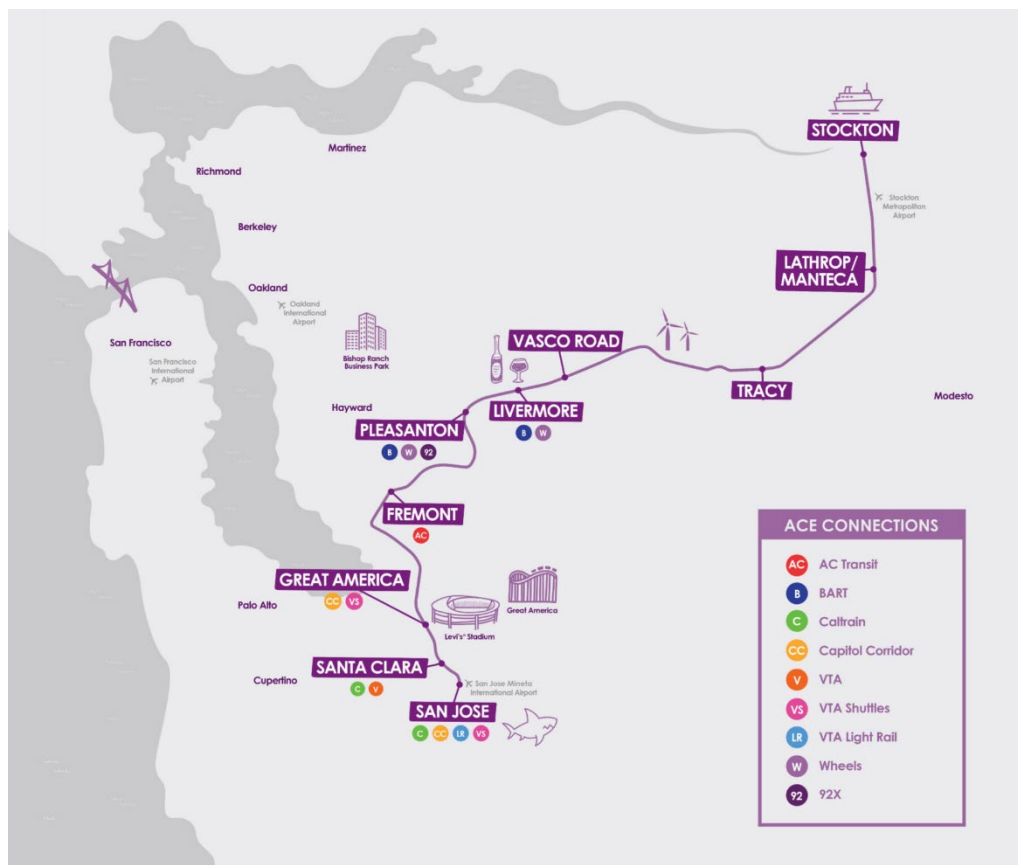 STOCKTON
Martinez
Richmond
Stockton
Metropolitan
Airport
Berkeley
LATHROP/
MANTECA
Oakland
Oakland
International
Airport
San Francisco
San Francisco
International
Airport
Bishop Ranch
Business Park
VASCO ROAD
TRACY
Modesto
Hayward
LIVERMORE
B W
PLEASANTON
B W 92
FREMONT
AC
GREAT AMERICA
CC VS
Palo Alto
Great America
Levi's® Stadium
SANTA CLARA
C V
Cupertino
San Jose Mineta
International Airport
SAN JOSE
C CC LR VS
ACE CONNECTIONS
AC AC Transit
B BART
C Caltrain
CC Capitol Corridor
V VTA
VS VTA Shuttles
LR VTA Light Rail
W Wheels
92 92X